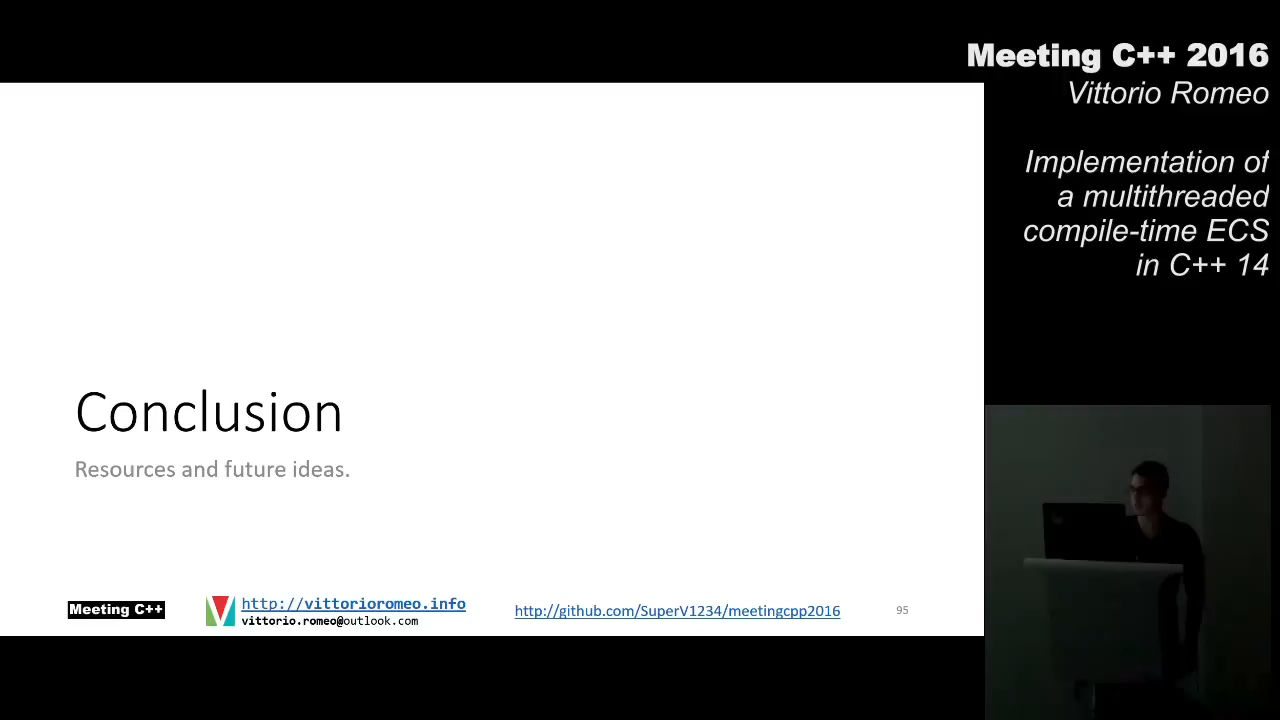 Meeting C++ 2016
Vittorio Romeo
Implementation of
a multithreaded
compile-time ECS
in C++ 14
Conclusion
Resources and future ideas.
Meeting C++
http://vittorioromeo.info
vittorio.romeo@outlook.com
http://github.com/SuperV1234/meetingcpp2016
95